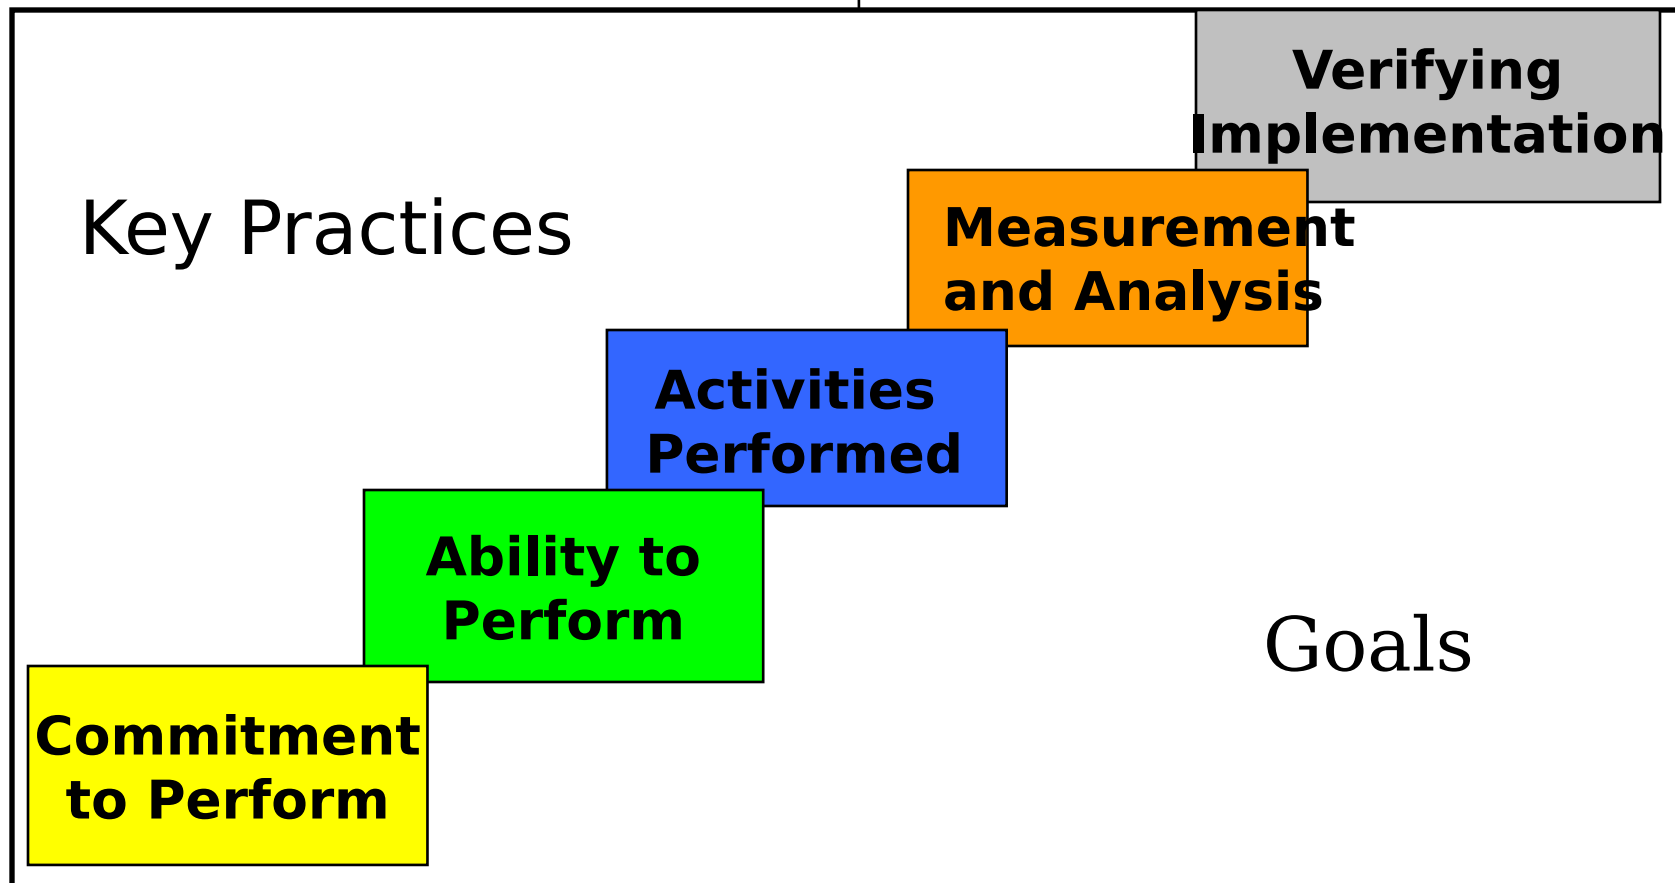 Verifying
Implementation
Key Practices
Measurement
and Analysis
Activities
Performed
Ability to
Perform
Goals
Commitment
to Perform